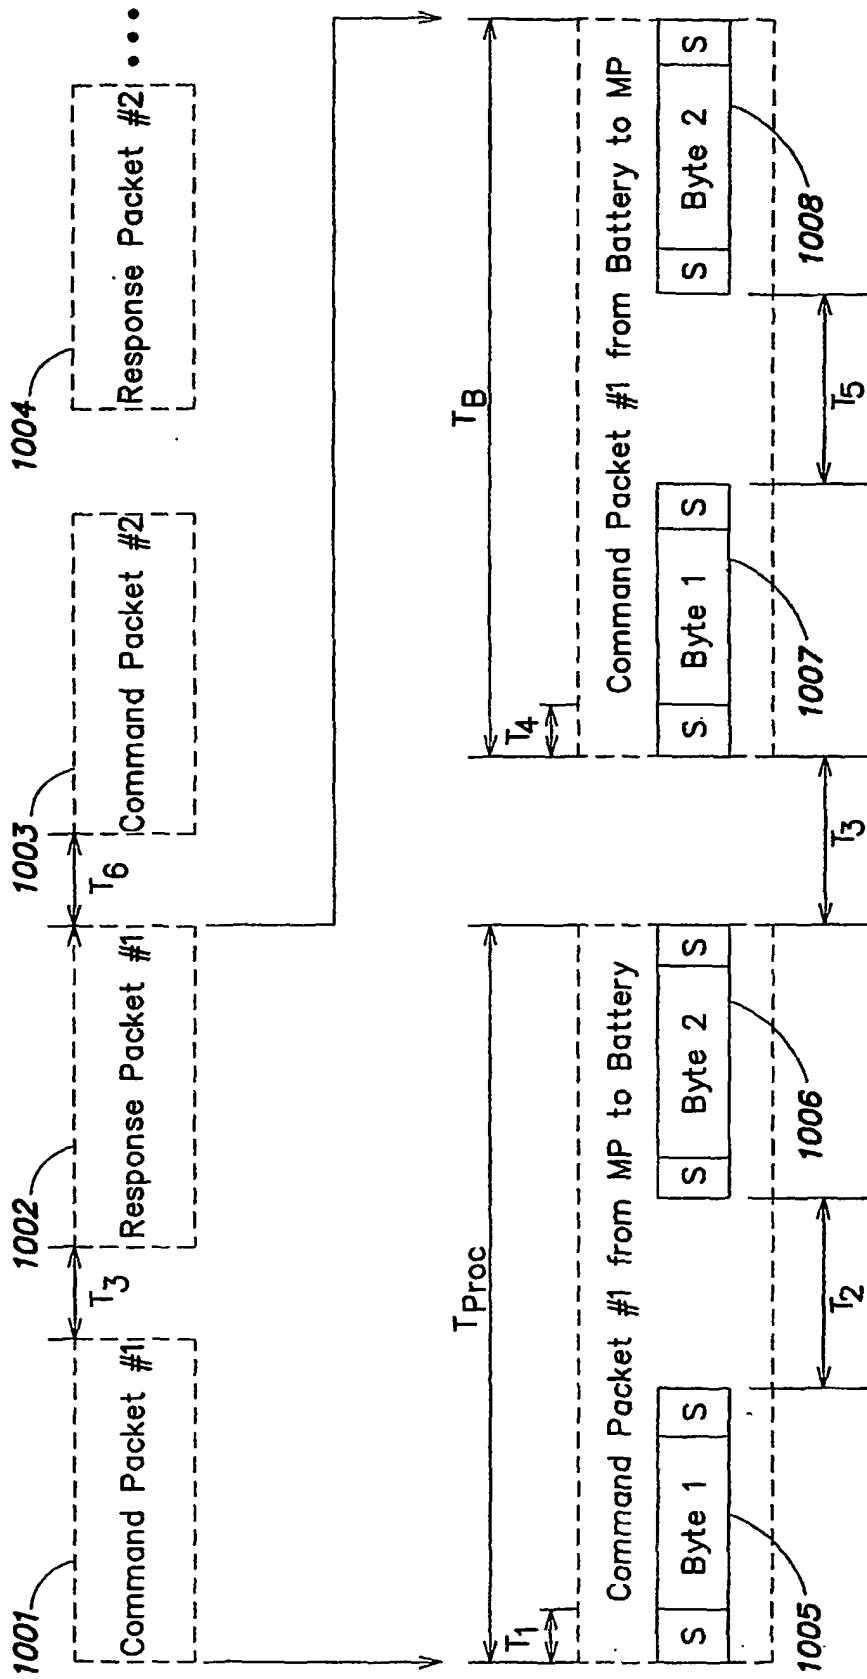 1001
1002
1003
1004
Command Packet #1
T3
Response Packet #1
T6
Command Packet #2
Response Packet #2
TProc
TB
T1
Command Packet #1 from MP to Battery
T4
Command Packet #1 from Battery to MP
S Byte 1 S
S Byte 2 S
S Byte 1 S
S Byte 2 S
1005
T2
1006
T3
1007
T5
1008